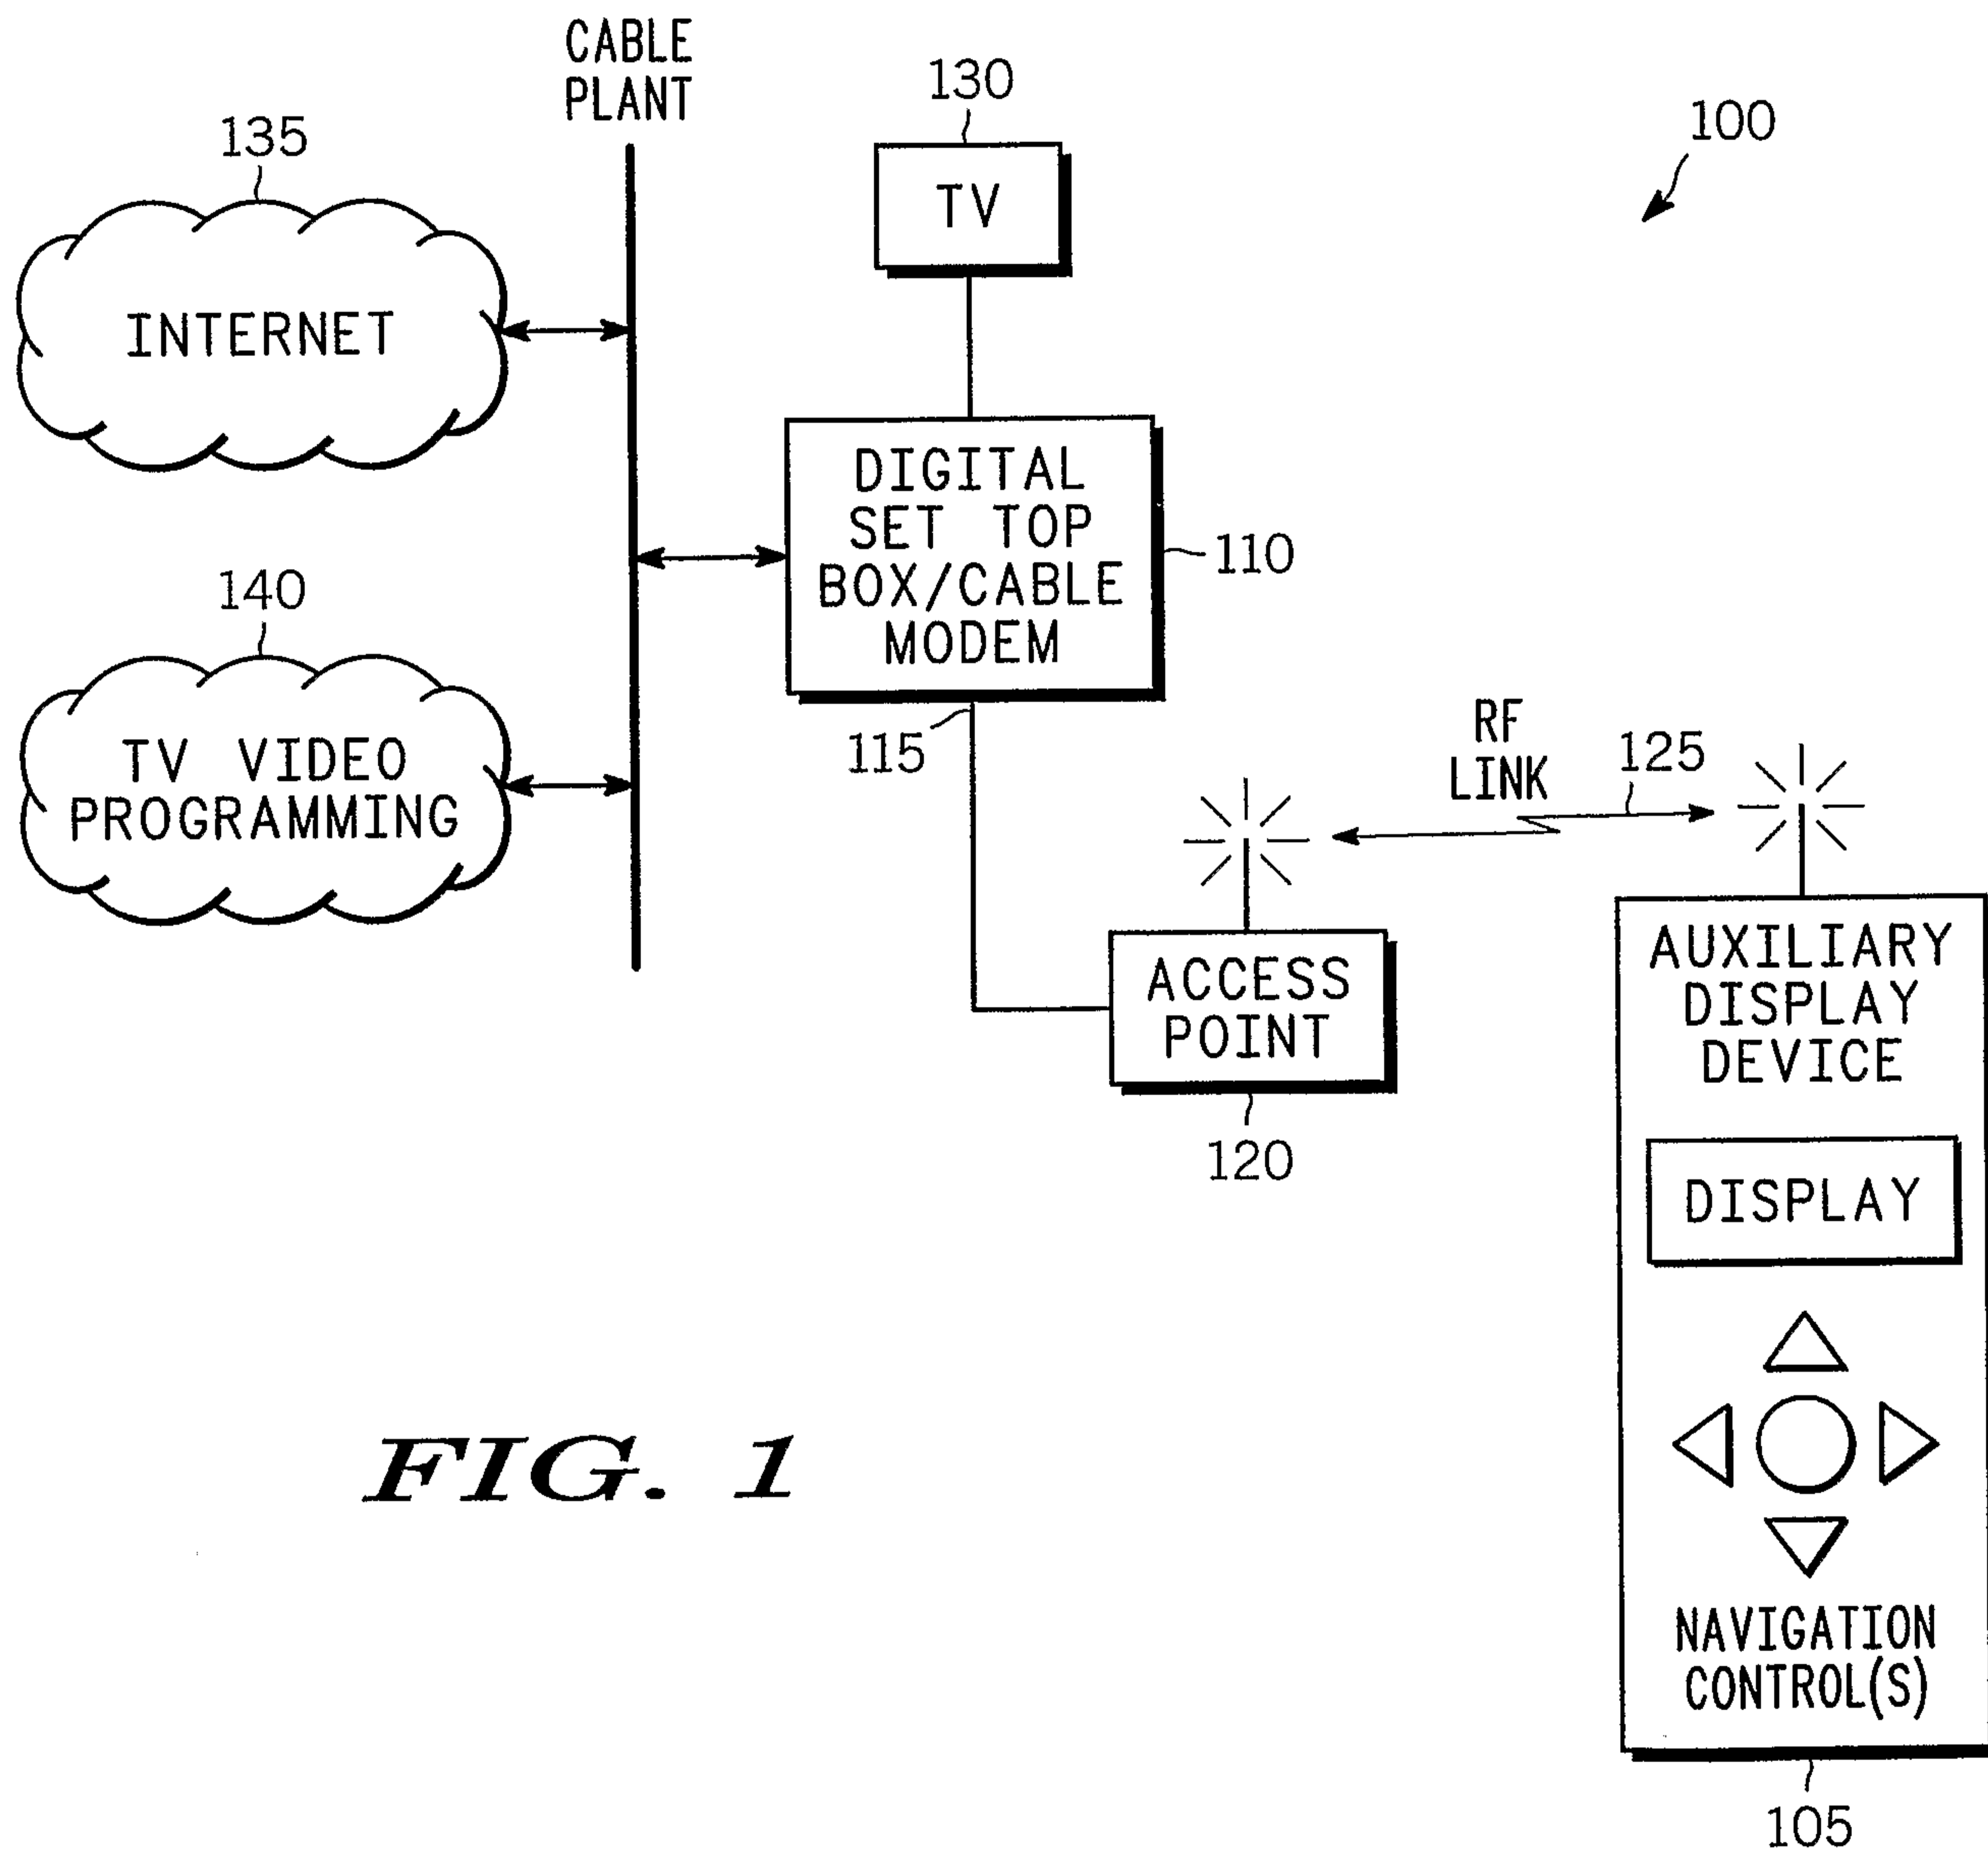 CABLE
PLANT
130
100
135
TV
INTERNET
DIGITAL
SET TOP
BOX/CABLE
MODEM
110
140
115
RF
LINK
125
TV VIDEO
PROGRAMMING
AUXILIARY
DISPLAY
DEVICE
ACCESS
POINT
120
DISPLAY
FIG. 1
NAVIGATION
CONTROL(S)
105